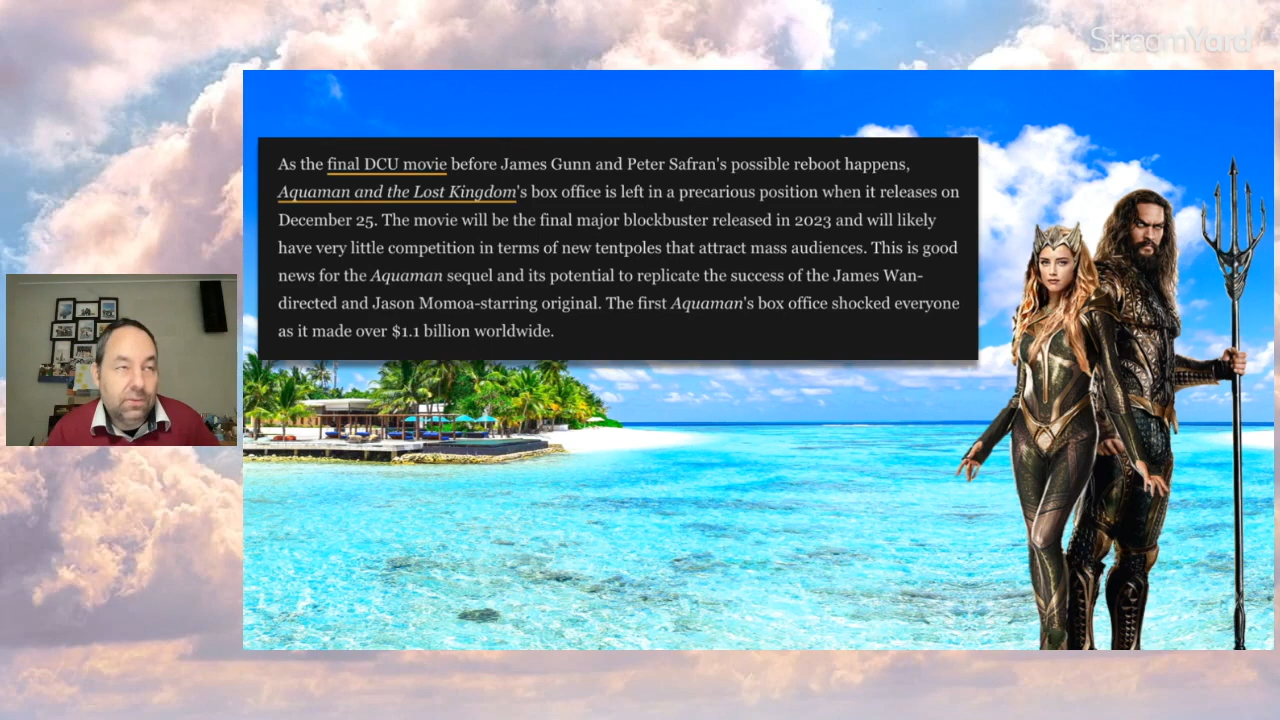 StreamYard
As the final DCU movie before James Gunn and Peter Safran's possible reboot happens,
Aquaman and the Lost Kingdom's box office is left in a precarious position when it releases on
December 25. The movie will be the final major blockbuster released in 2023 and will likely
have very little competition in terms of new tentpoles that attract mass audiences. This is good
news for the Aquaman sequel and its potential to replicate the success of the James Wan-
directed and Jason Momoa-starring original. The first Aquaman's box office shocked everyone
as it made over $1.1 billion worldwide.